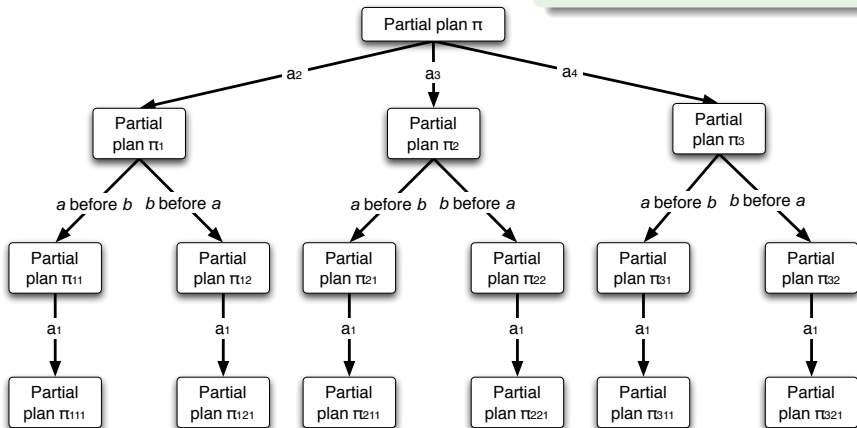 Partial plan π
a₂
a₃
a₄
Partial
plan π₁
Partial
plan π₂
Partial
plan π₃
a before b
b before a
a before b
b before a
a before b
b before a
Partial
plan π₁₁
Partial
plan π₁₂
Partial
plan π₂₁
Partial
plan π₂₂
Partial
plan π₃₁
Partial
plan π₃₂
a₁
a₁
a₁
a₁
a₁
a₁
Partial
plan π₁₁₁
Partial
plan π₁₂₁
Partial
plan π₂₁₁
Partial
plan π₂₂₁
Partial
plan π₃₁₁
Partial
plan π₃₂₁